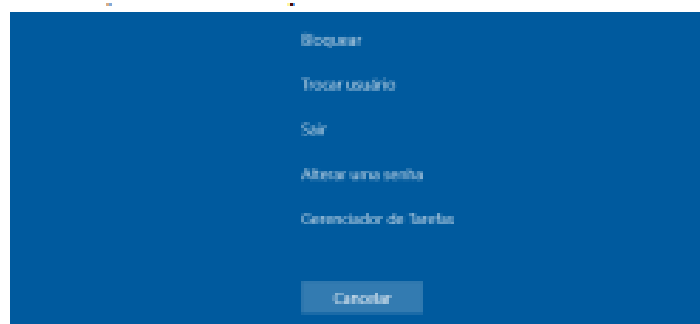 Bloquear
Trocar usuário
Sair
Alterar uma senha
Gerenciador de Tarefas
Cancelar